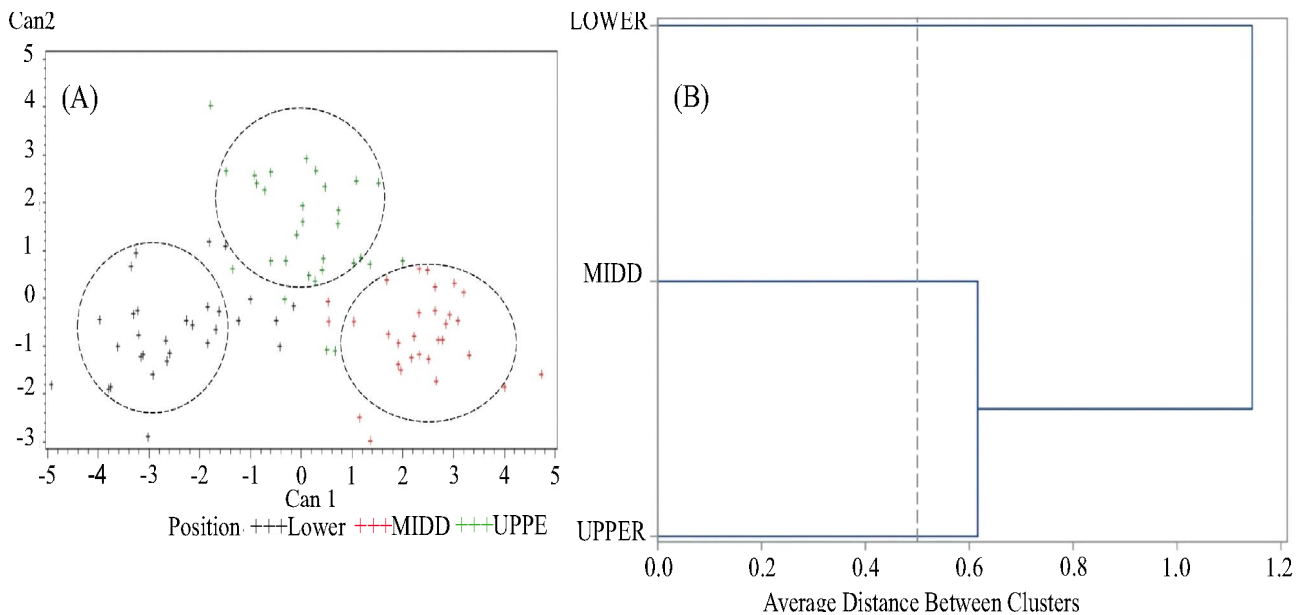 Can2
(A)
5
4
3
2
1
0
-1
-2
-3
-5 -4 -3 -2 -1 0 1 2 3 4 5
Can 1
Position +++Lower +++MIDD +++UPPE
(B)
LOWER
MIDD
UPPER
0.0 0.2 0.4 0.6 0.8 1.0 1.2
Average Distance Between Clusters